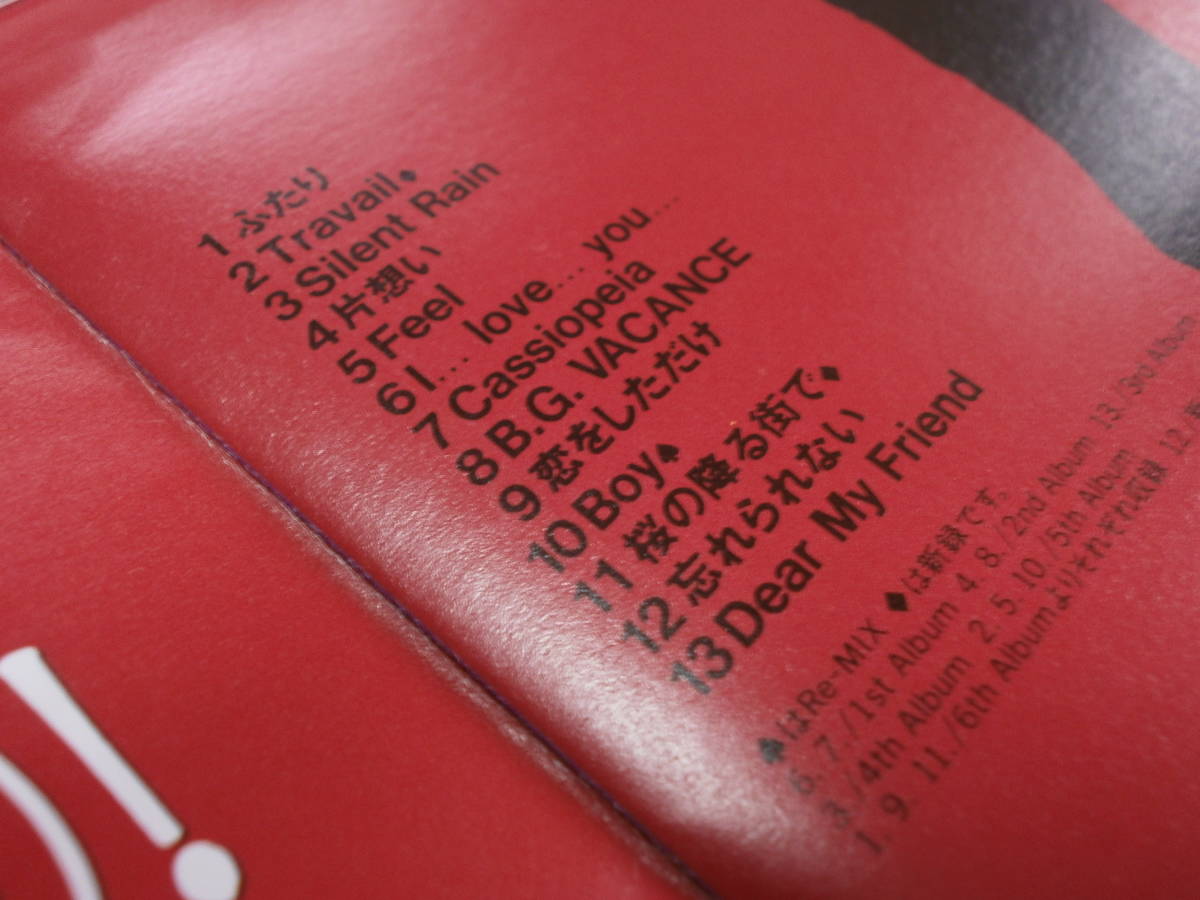 1 ふたり
2 Travail♠
3 Silent Rain
4 片想い
5 Feel
6 I… love… you…
7 Cassiopeia
8 B.G. VACANCE
9 恋をしただけ
10 Boy♠
11 桜の降る街で♦
12 忘れられない
13 Dear My Friend
♠はRe-MIX ♦は新録です。
6. 7./1st Album 4. 8./2nd Album 13./3rd Album
3./4th Album 2. 5. 10./5th Album
1. 9. 11./6th Albumよりそれぞれ収録 12.
!